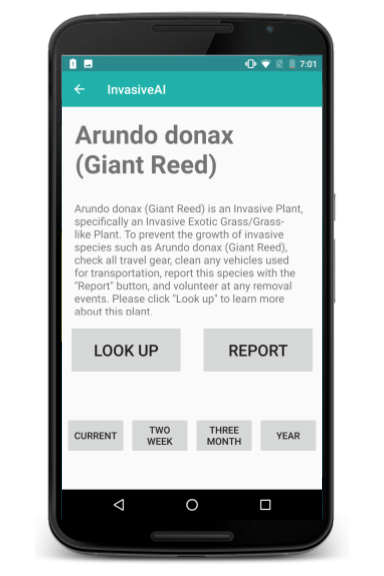 7:01
InvasiveAI
Arundo donax
(Giant Reed)
Arundo donax (Giant Reed) is an Invasive Plant,
specifically an Invasive Exotic Grass/Grass-
like Plant. To prevent the growth of invasive
species such as Arundo donax (Giant Reed),
check all travel gear, clean any vehicles used
for transportation, report this species with the
"Report" button, and volunteer at any removal
events. Please click "Look up" to learn more
about this plant.
LOOK UP REPORT
CURRENT TWO WEEK THREE MONTH YEAR